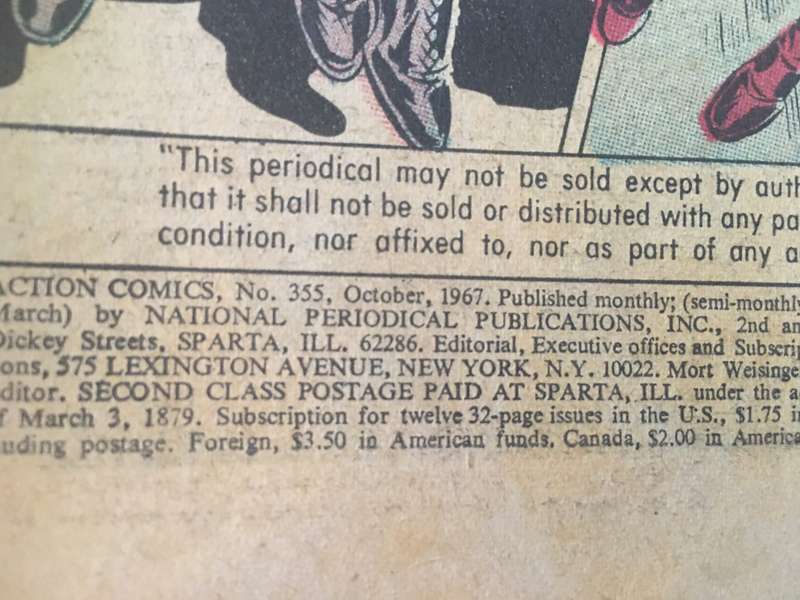 "This periodical may not be sold except by auth
that it shall not be sold or distributed with any pa
condition, nor affixed to, nor as part of any a
ACTION COMICS, No. 355, October, 1967. Published monthly; (semi-monthly
March) by NATIONAL PERIODICAL PUBLICATIONS, INC., 2nd an
Dickey Streets, SPARTA, ILL. 62286. Editorial, Executive offices and Subscrip
ons, 575 LEXINGTON AVENUE, NEW YORK, N.Y. 10022. Mort Weisinge
ditor. SECOND CLASS POSTAGE PAID AT SPARTA, ILL. under the a
f March 3, 1879. Subscription for twelve 32-page issues in the U.S., $1.75 i
uding postage. Foreign, $3.50 in American funds. Canada, $2.00 in America